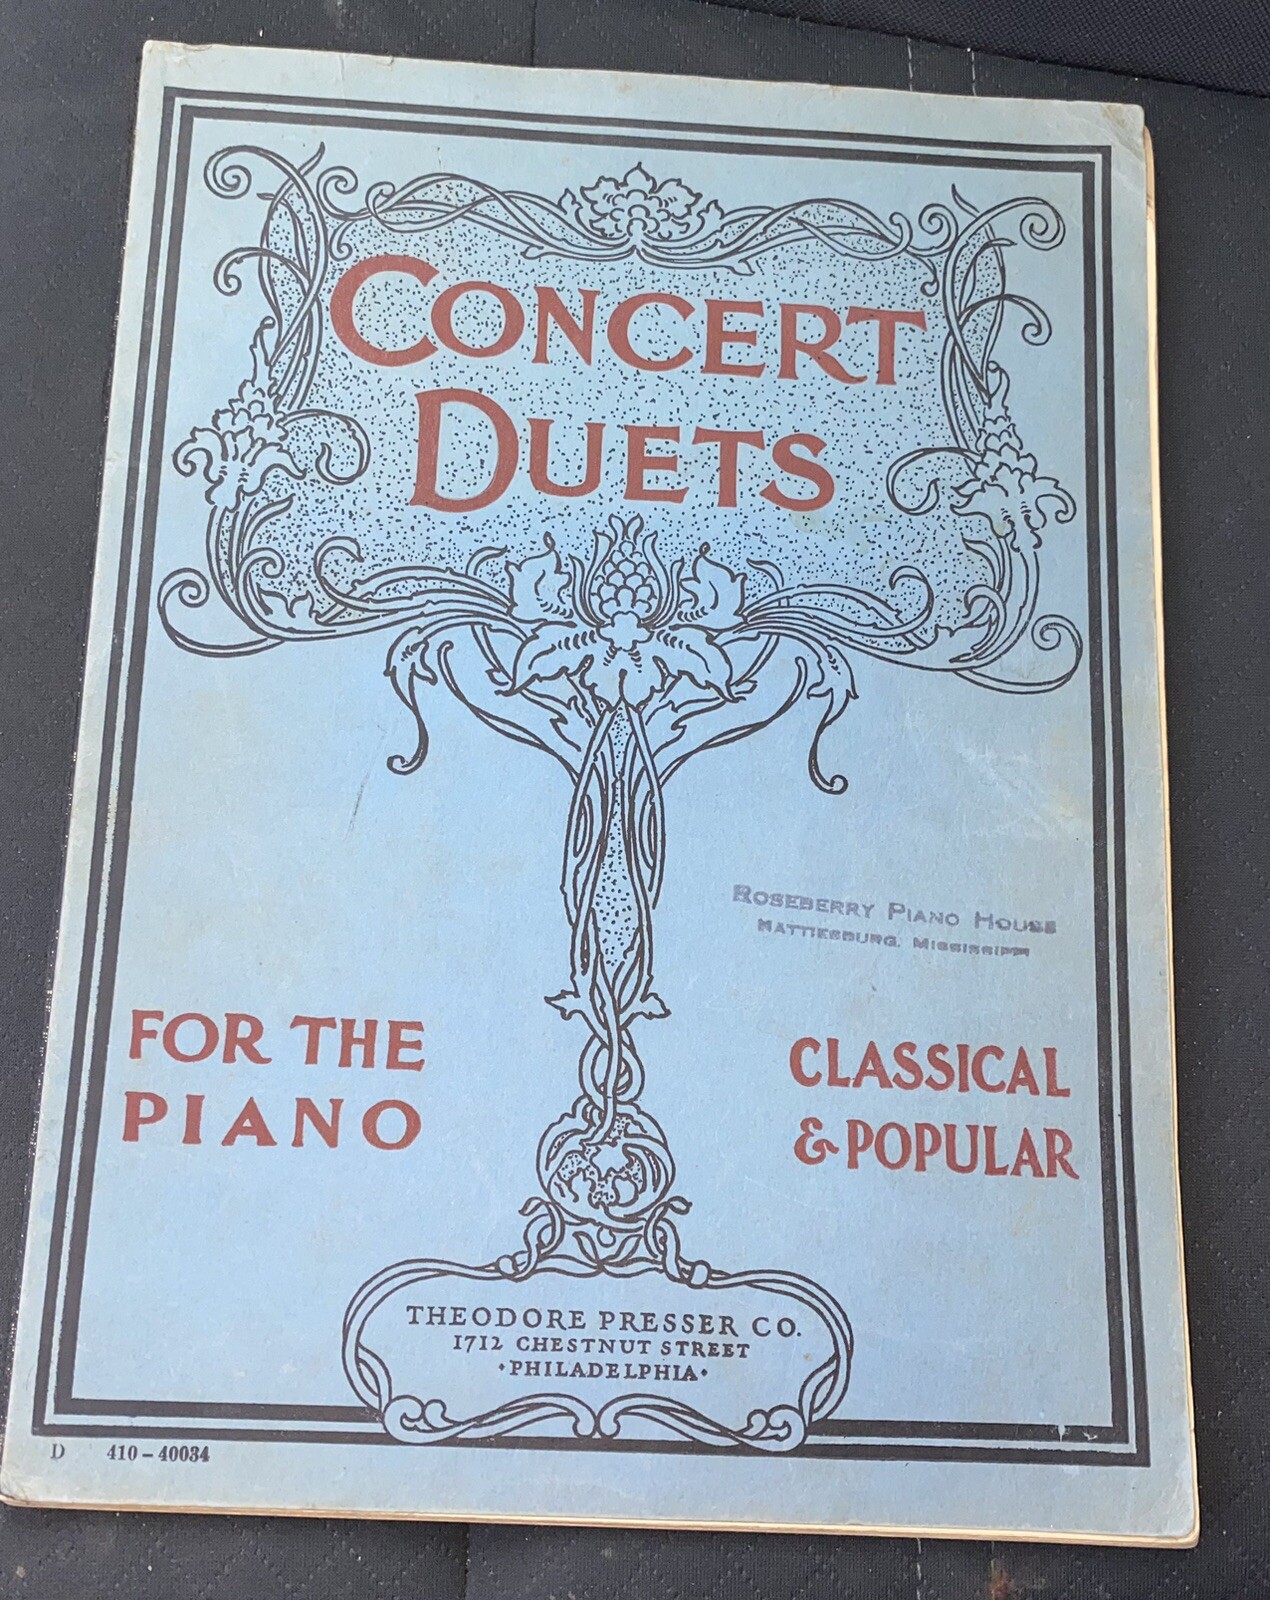 CONCERT
DUETS
ROSEBERRY PIANO HOUSE
HATTIESBURG, MISSISSIPPI
FOR THE
PIANO
CLASSICAL
& POPULAR
THEODORE PRESSER CO.
1712 CHESTNUT STREET
·PHILADELPHIA·
D 410-40034